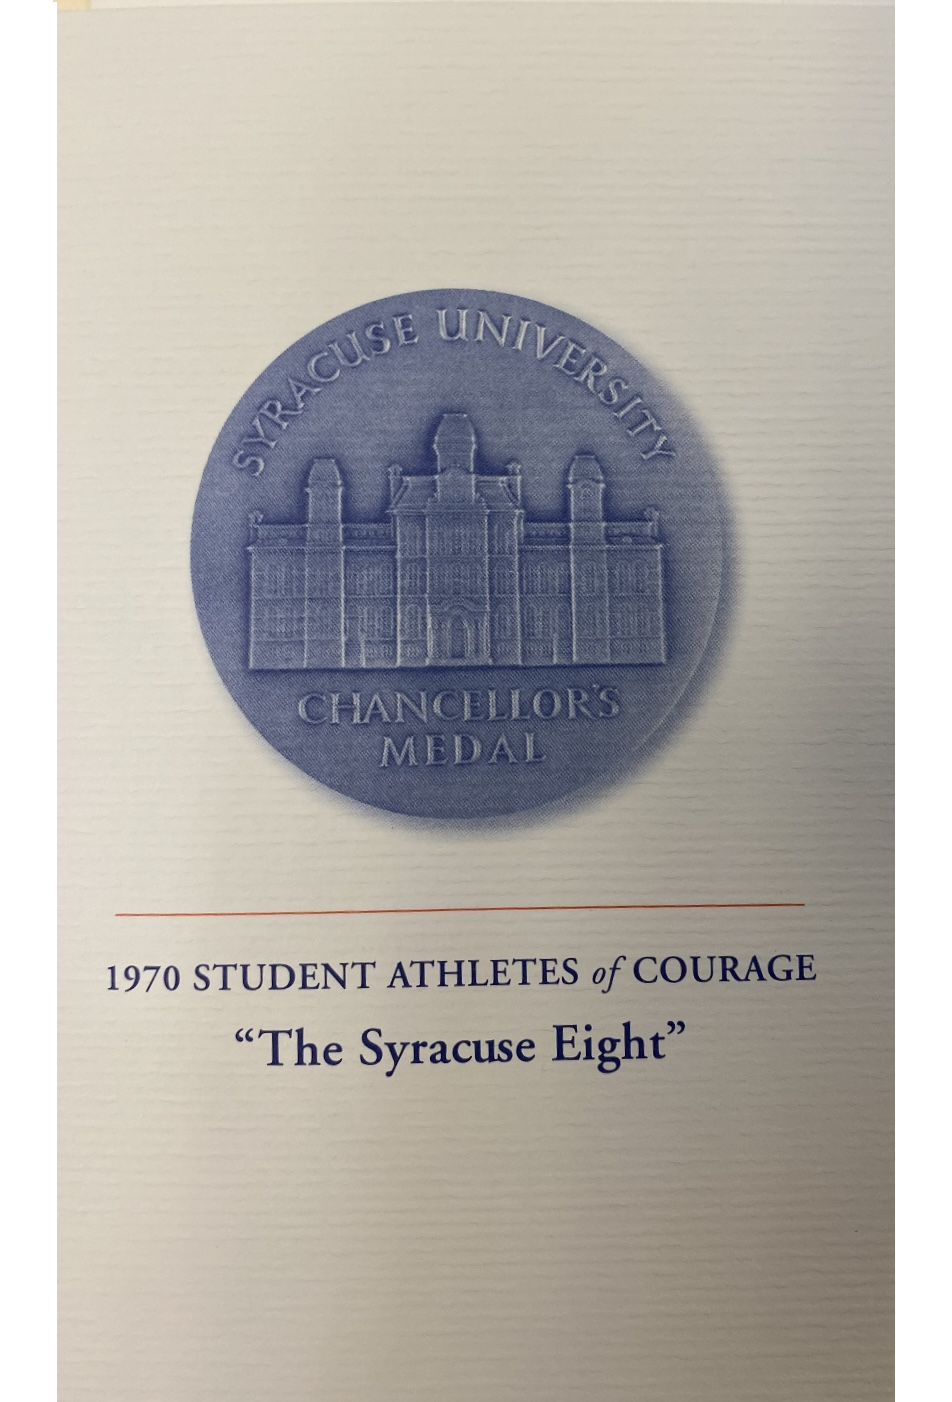 SYRACUSE UNIVERSITY
CHANCELLOR'S
MEDAL
1970 STUDENT ATHLETES of COURAGE
“The Syracuse Eight”